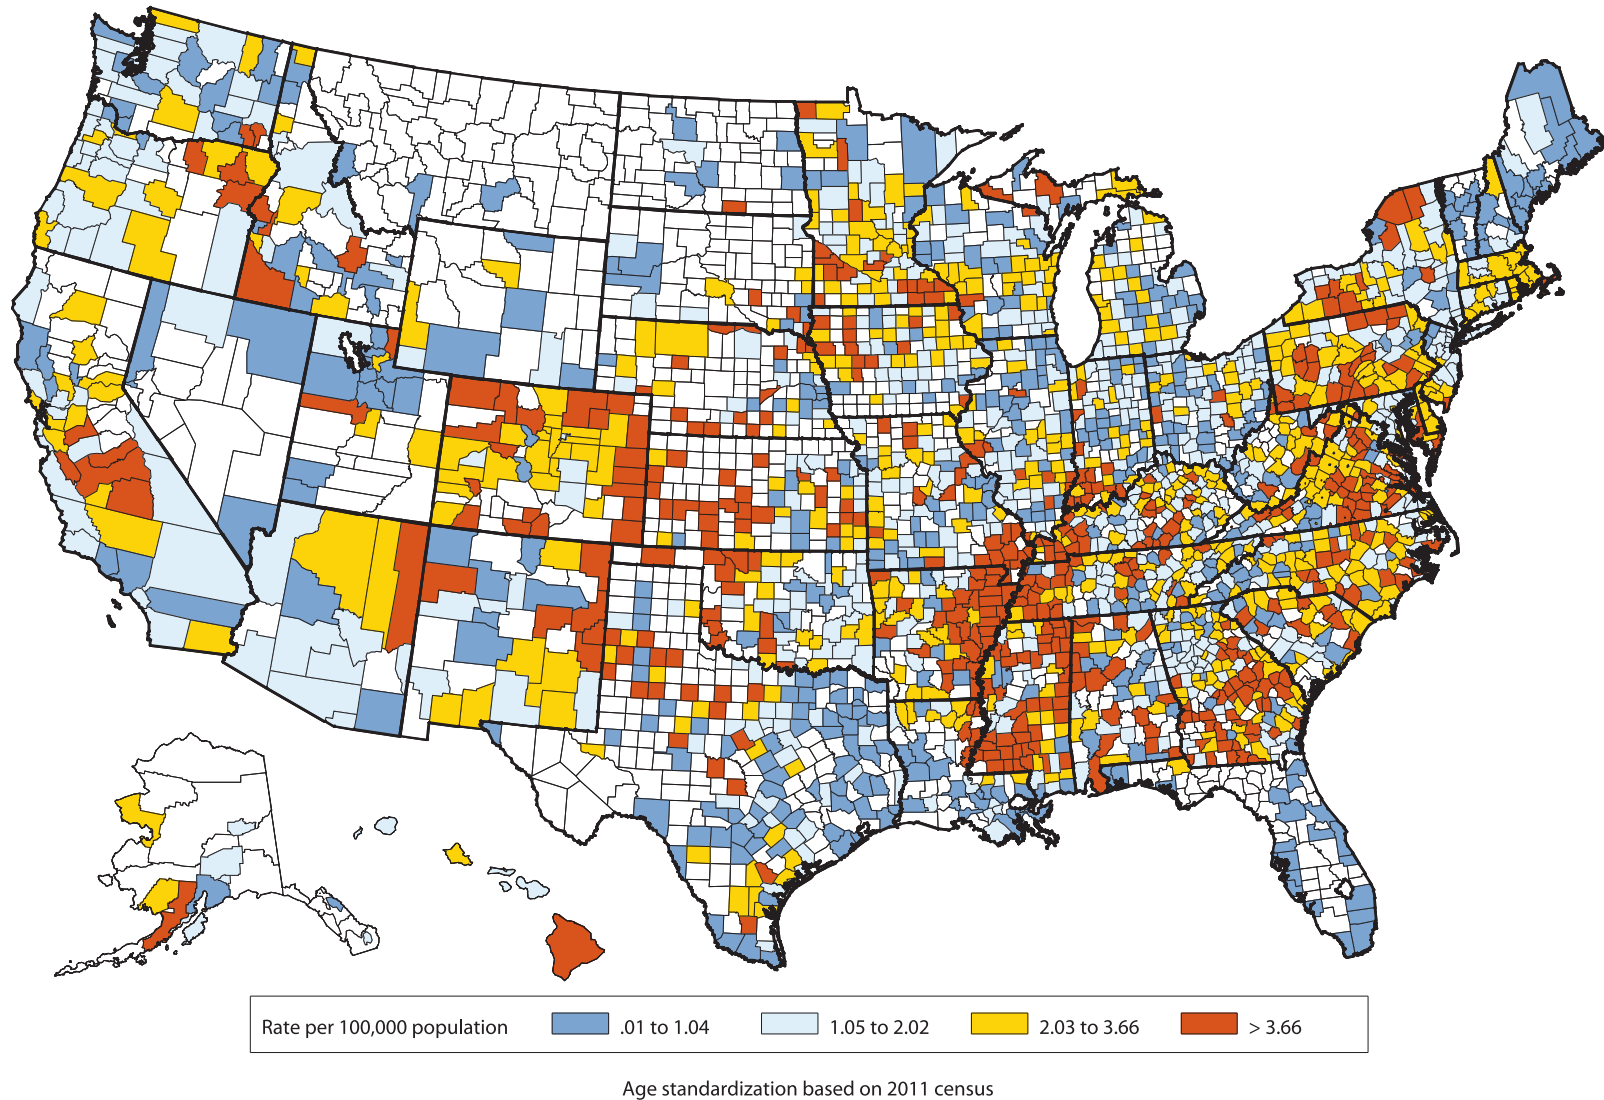 Rate per 100,000 population .01 to 1.04 1.05 to 2.02 2.03 to 3.66 > 3.66
Age standardization based on 2011 census